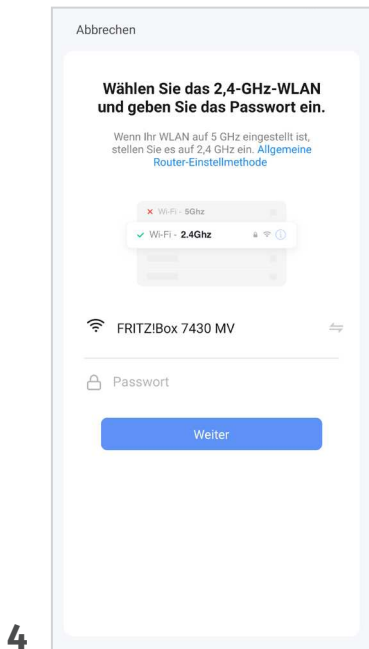 Abbrechen
Wählen Sie das 2,4-GHz-WLAN
und geben Sie das Passwort ein.
Wenn Ihr WLAN auf 5 GHz eingestellt ist,
stellen Sie es auf 2,4 GHz ein. Allgemeine
Router-Einstellmethode
Wi-Fi - 5Ghz
Wi-Fi - 2.4Ghz
FRITZ!Box 7430 MV
Passwort
Weiter
4